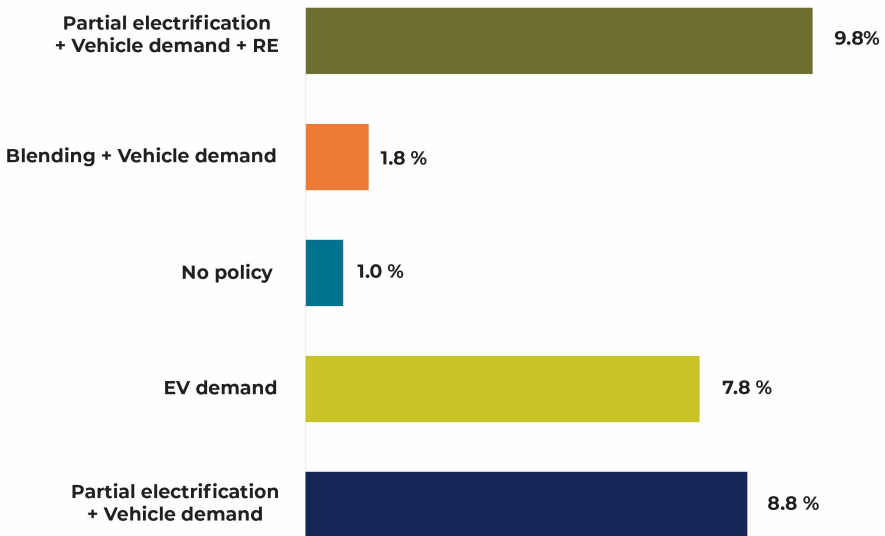 Partial electrification
+ Vehicle demand + RE
9.8%
Blending + Vehicle demand
1.8 %
No policy
1.0 %
EV demand
7.8 %
Partial electrification
+ Vehicle demand
8.8 %